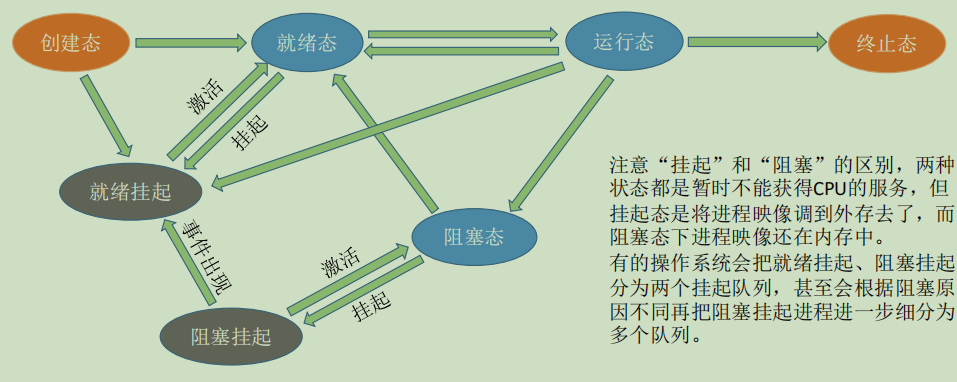 创建态
就绪态
运行态
终止态
激活
挂起
就绪挂起
事件出现
阻塞态
激活
挂起
阻塞挂起
注意“挂起”和“阻塞”的区别，两种
状态都是暂时不能获得CPU的服务，但
挂起态是将进程映像调到外存去了，而
阻塞态下进程映像还在内存中。
有的操作系统会把就绪挂起、阻塞挂起
分为两个挂起队列，甚至会根据阻塞原
因不同再把阻塞挂起进程进一步细分为
多个队列。